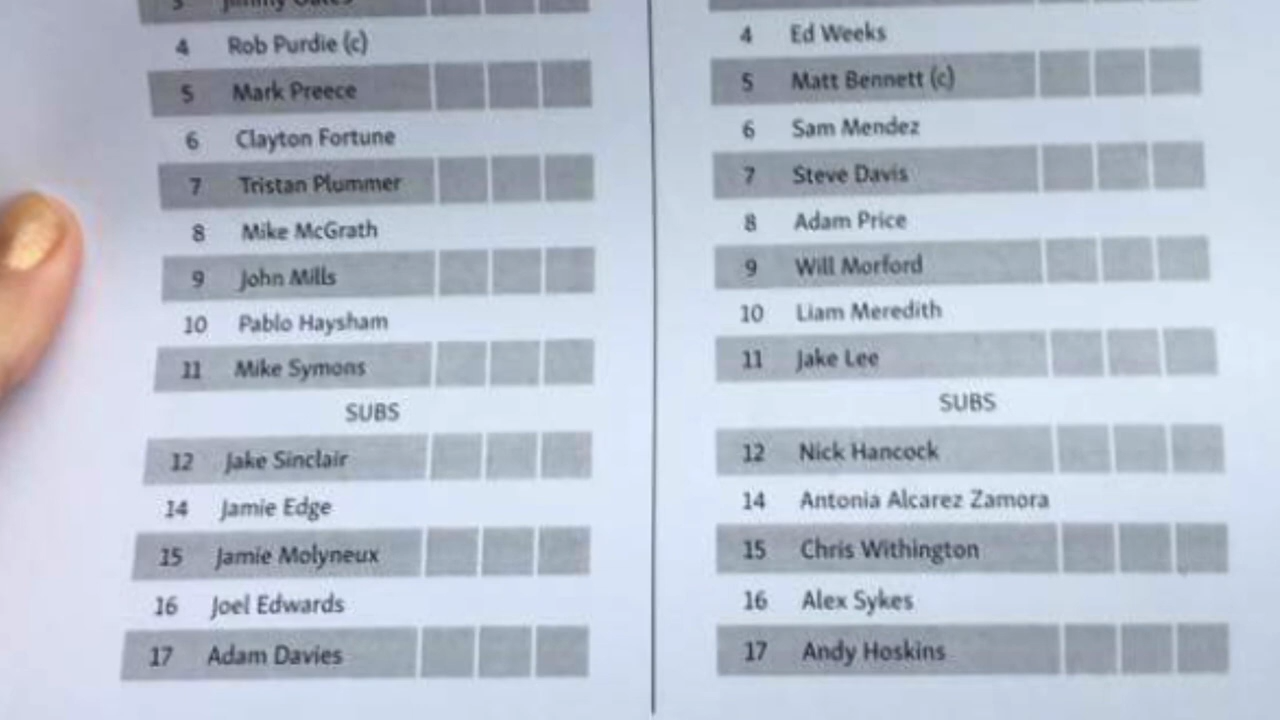 4 Rob Purdie (c)
5 Mark Preece
6 Clayton Fortune
7 Tristan Plummer
8 Mike McGrath
9 John Mills
10 Pablo Haysham
11 Mike Symons
SUBS
12 Jake Sinclair
14 Jamie Edge
15 Jamie Molyneux
16 Joel Edwards
17 Adam Davies
4 Ed Weeks
5 Matt Bennett (c)
6 Sam Mendez
7 Steve Davis
8 Adam Price
9 Will Morford
10 Liam Meredith
11 Jake Lee
SUBS
12 Nick Hancock
14 Antonia Alcarez Zamora
15 Chris Withington
16 Alex Sykes
17 Andy Hoskins